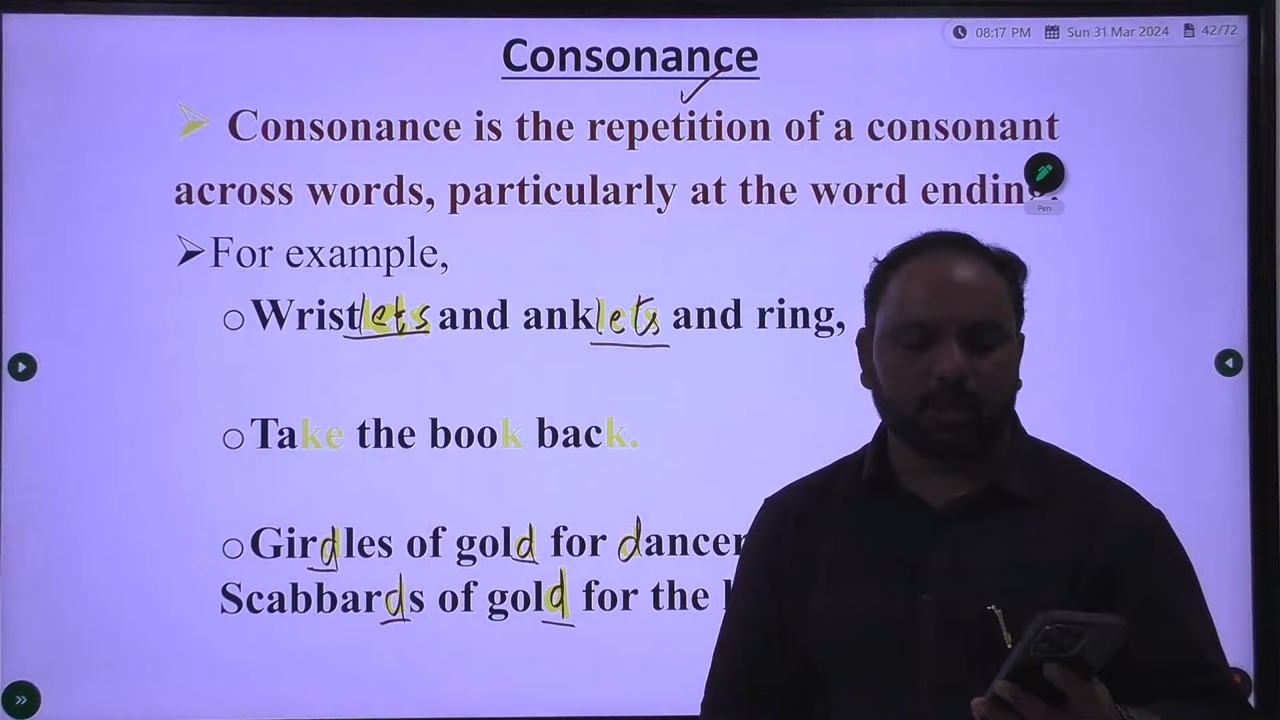 08:17 PM Sun 31 Mar 2024 42/72
Consonance
Consonance is the repetition of a consonant
across words, particularly at the word
Pen
For example,
Wristlets and anklets and ring,
Take the book back.
Girdles of gold for
Scabbards of gold for the